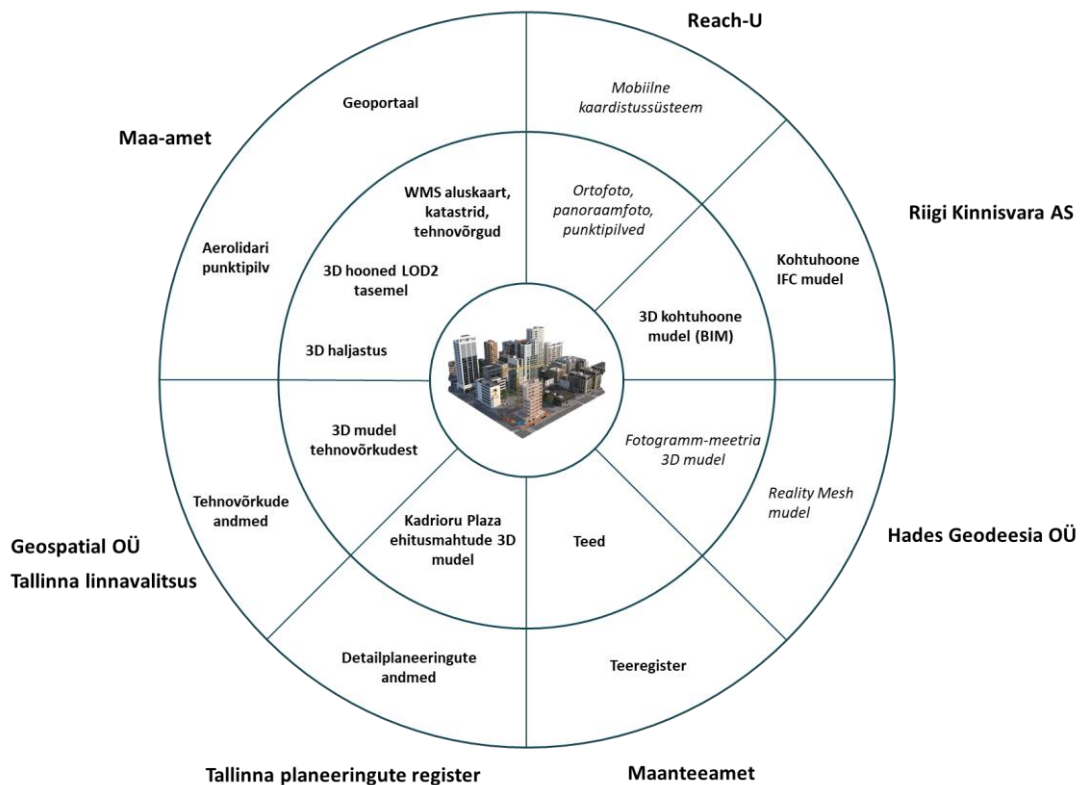 Reach-U
Mobiilne
kaardistussüsteem
Geoportaal
Maa-amet
WMS aluskaart,
katastrid,
tehnovõrgud
Ortofoto,
panoraamfoto,
punktipilved
Riigi Kinnisvara AS
Aerolidari
punktipilv
Kohtuhoone
IFC mudel
3D hooned LOD2
tasemel
3D kohtuhoone
mudel (BIM)
3D haljastus
3D mudel
tehnovõrkudest
Fotogramm-meetria
3D mudel
Tehnovõrkude
andmed
Reality Mesh
mudel
Kadrioru Plaza
ehitusmahtude 3D
mudel
Teed
Hades Geodeesia OÜ
Geospatial OÜ
Tallinna linnavalitsus
Detailplaneeringute
andmed
Teeregister
Tallinna planeeringute register
Maanteeamet